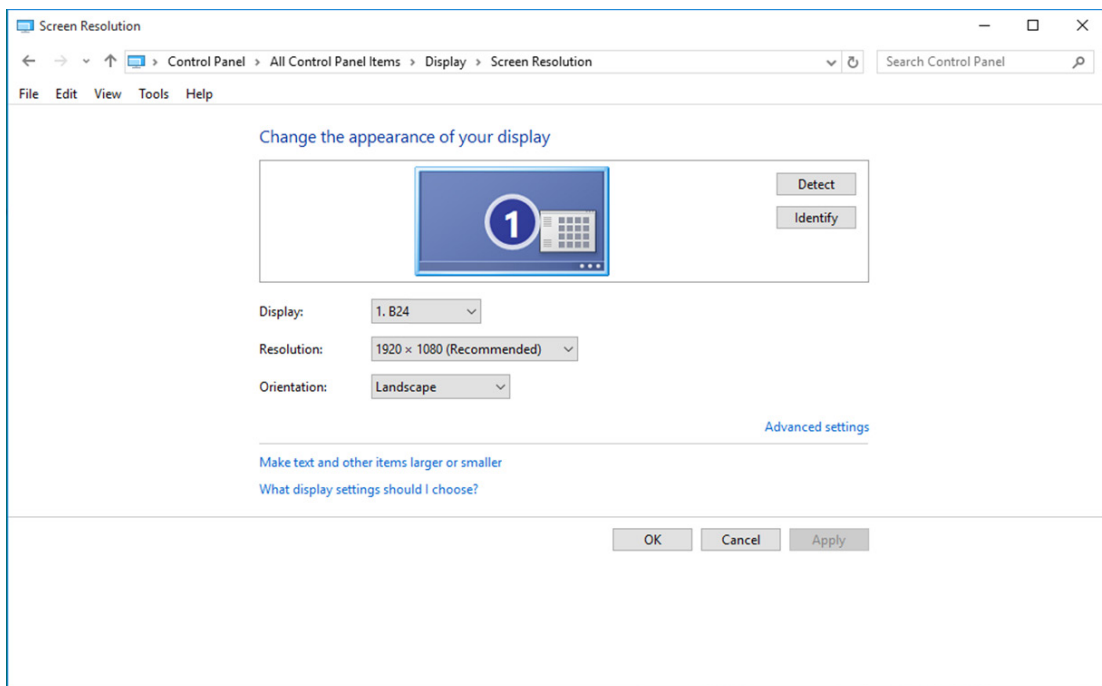 Screen Resolution
Control Panel > All Control Panel Items > Display > Screen Resolution
Search Control Panel
File Edit View Tools Help
Change the appearance of your display
1
Detect
Identify
Display: 1. B24
Resolution: 1920 × 1080 (Recommended)
Orientation: Landscape
Advanced settings
Make text and other items larger or smaller
What display settings should I choose?
OK Cancel Apply